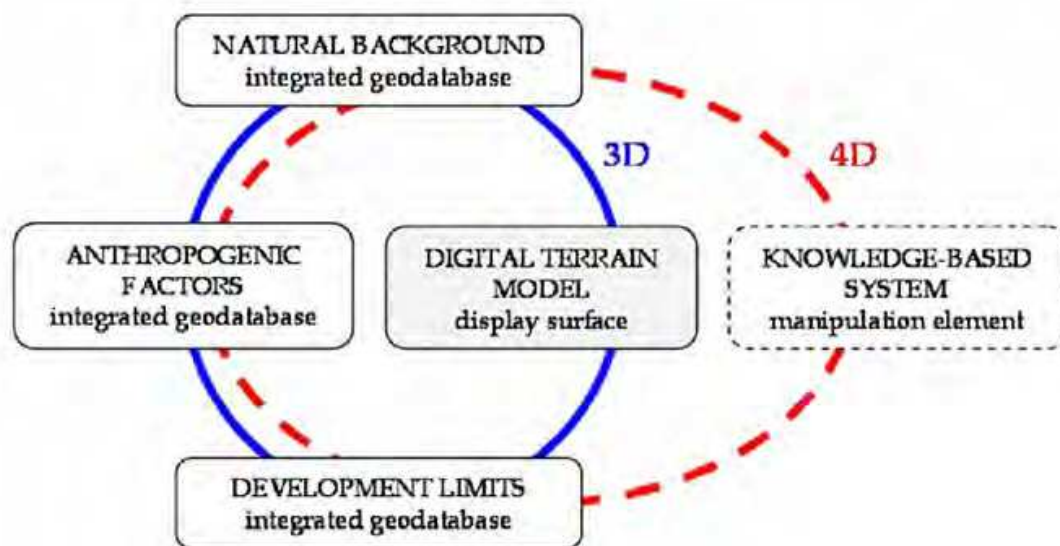 NATURAL BACKGROUND
integrated geodatabase
3D
4D
ANTHROPOGENIC
FACTORS
integrated geodatabase
DIGITAL TERRAIN
MODEL
display surface
KNOWLEDGE-BASED
SYSTEM
manipulation element
DEVELOPMENT LIMITS
integrated geodatabase